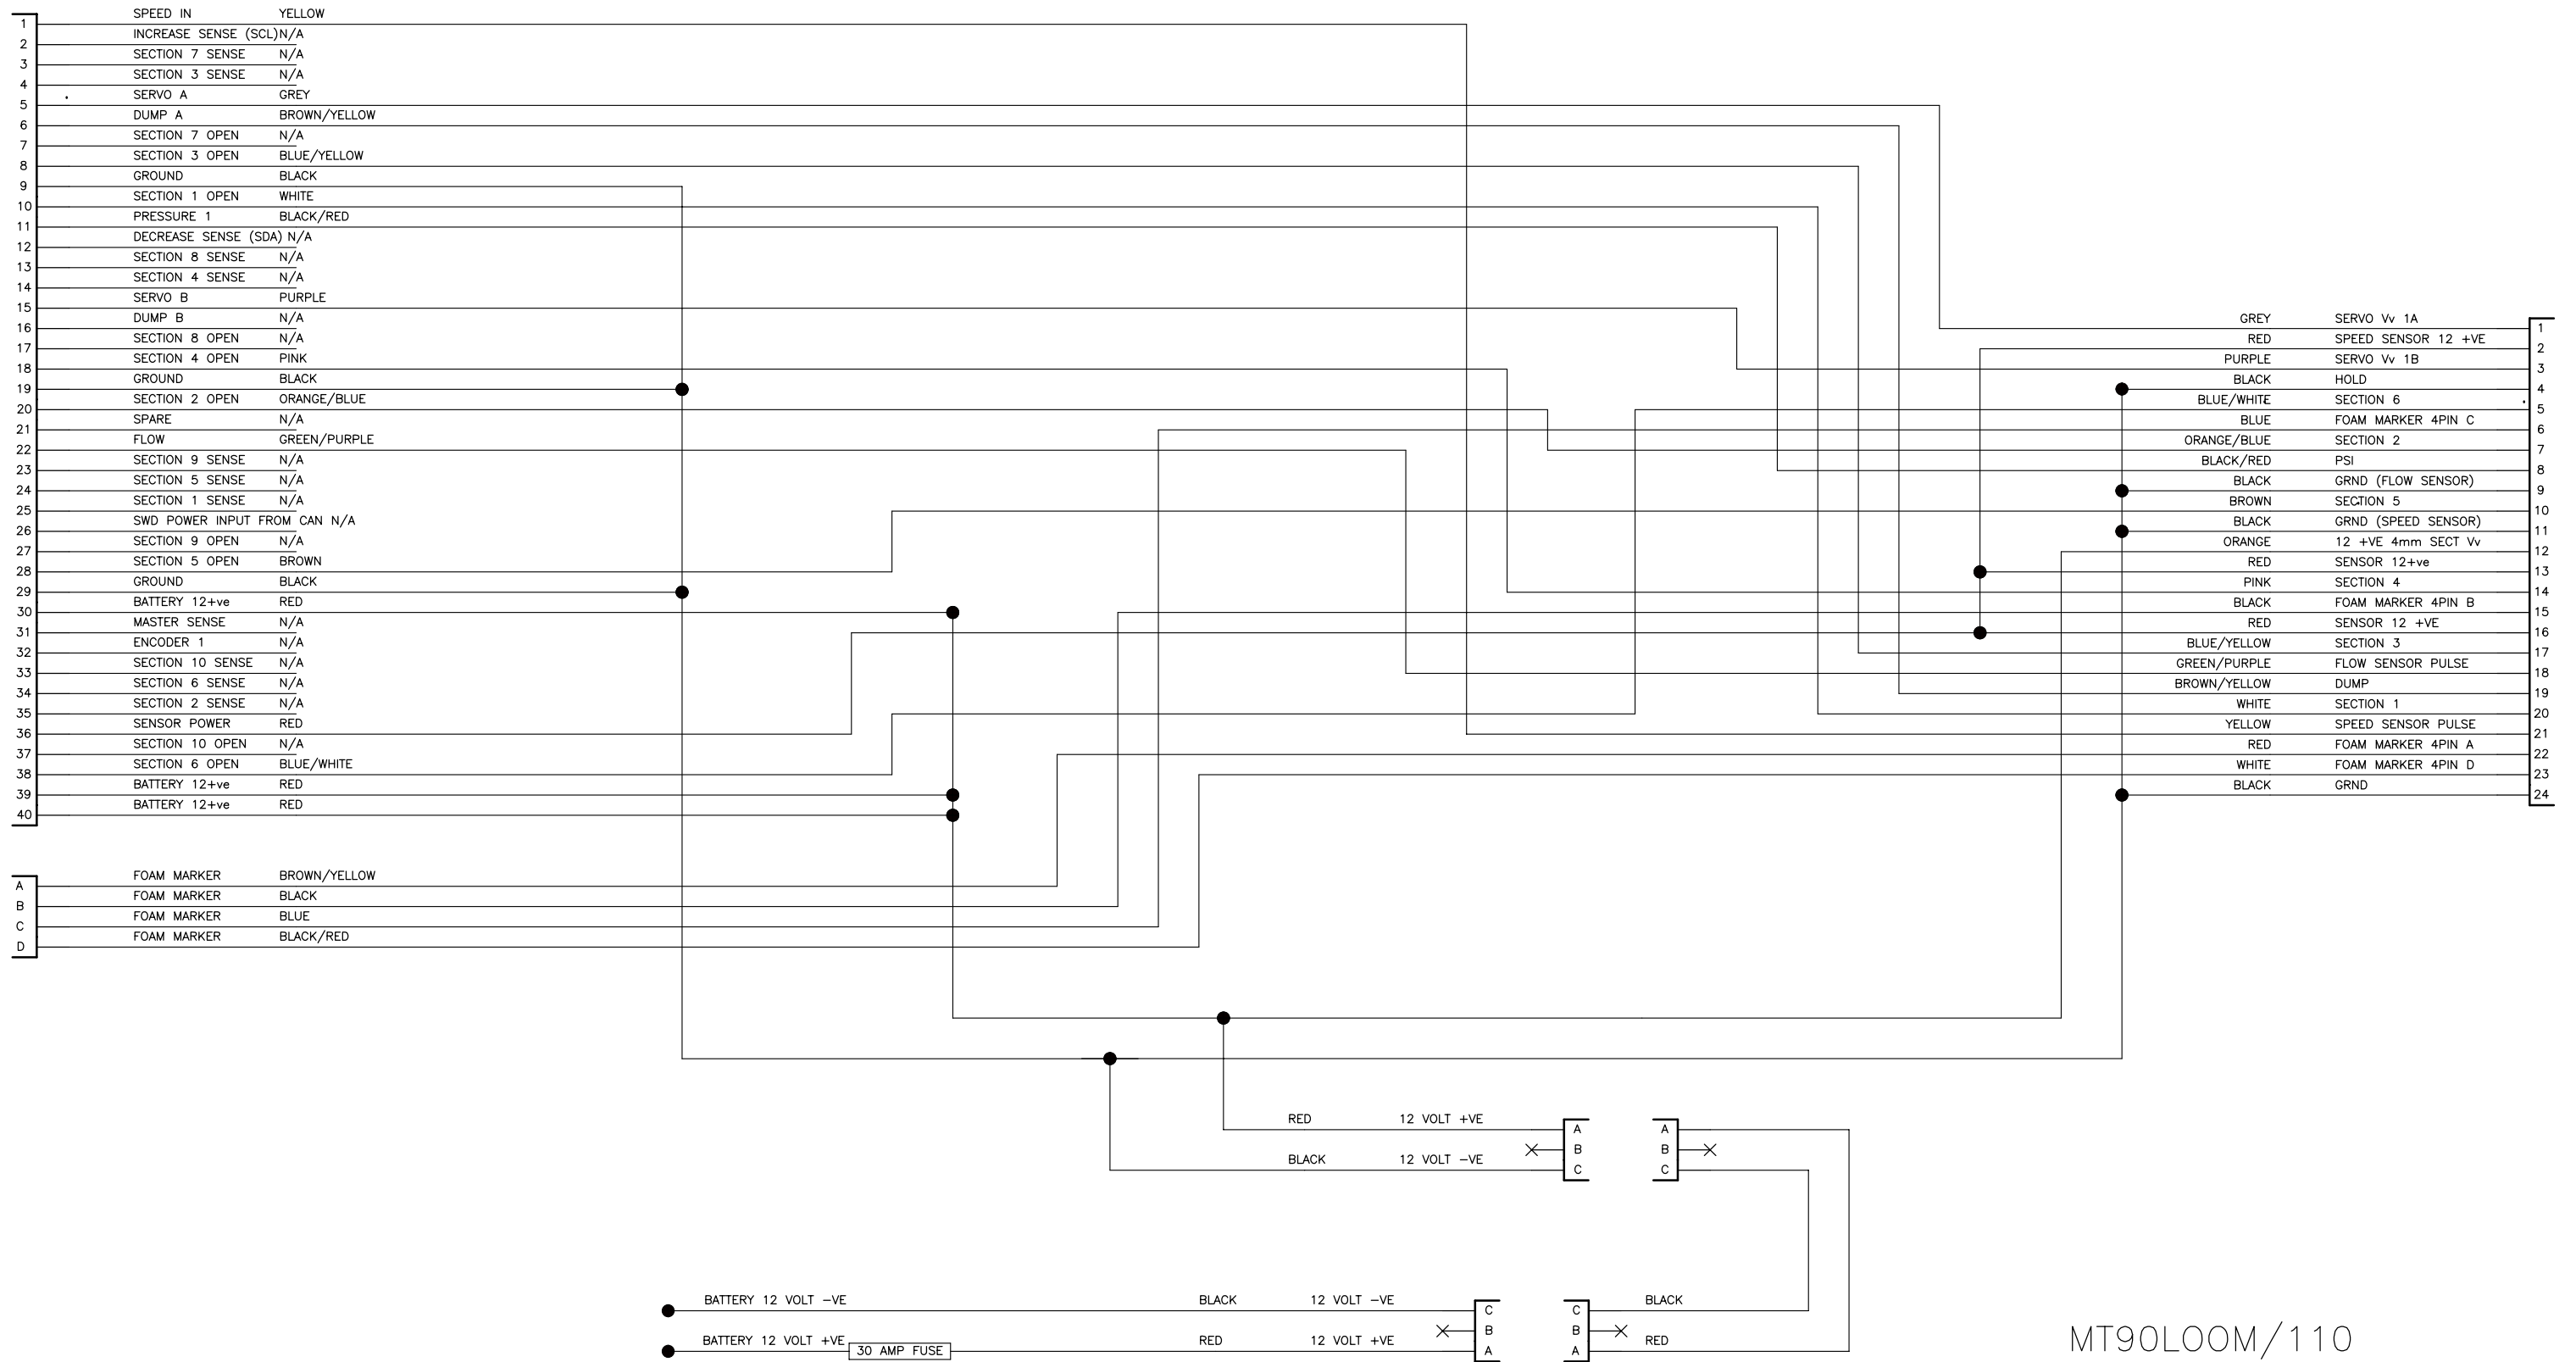 SPEED IN YELLOW
1
INCREASE SENSE (SCL) N/A
2
SECTION 7 SENSE N/A
3
SECTION 3 SENSE N/A
4
SERVO A GREY
5
DUMP A BROWN/YELLOW
6
SECTION 7 OPEN N/A
7
SECTION 3 OPEN BLUE/YELLOW
8
GROUND BLACK
9
SECTION 1 OPEN WHITE
10
PRESSURE 1 BLACK/RED
11
DECREASE SENSE (SDA) N/A
12
SECTION 8 SENSE N/A
13
SECTION 4 SENSE N/A
14
SERVO B PURPLE
15
DUMP B N/A
16
SECTION 8 OPEN N/A
17
SECTION 4 OPEN PINK
18
GROUND BLACK
19
SECTION 2 OPEN ORANGE/BLUE
20
SPARE N/A
21
FLOW GREEN/PURPLE
22
SECTION 9 SENSE N/A
23
SECTION 5 SENSE N/A
24
SECTION 1 SENSE N/A
25
SWD POWER INPUT FROM CAN N/A
26
SECTION 9 OPEN N/A
27
SECTION 5 OPEN BROWN
28
GROUND BLACK
29
BATTERY 12+ve RED
30
MASTER SENSE N/A
31
ENCODER 1 N/A
32
SECTION 10 SENSE N/A
33
SECTION 6 SENSE N/A
34
SECTION 2 SENSE N/A
35
SENSOR POWER RED
36
SECTION 10 OPEN N/A
37
SECTION 6 OPEN BLUE/WHITE
38
BATTERY 12+ve RED
39
BATTERY 12+ve RED
40
FOAM MARKER BROWN/YELLOW
A
FOAM MARKER BLACK
B
FOAM MARKER BLUE
C
FOAM MARKER BLACK/RED
D
GREY SERVO Vv 1A
1
RED SPEED SENSOR 12 +VE
2
PURPLE SERVO Vv 1B
3
BLACK HOLD
4
BLUE/WHITE SECTION 6
5
BLUE FOAM MARKER 4PIN C
6
ORANGE/BLUE SECTION 2
7
BLACK/RED PSI
8
BLACK GRND (FLOW SENSOR)
9
BROWN SECTION 5
10
BLACK GRND (SPEED SENSOR)
11
ORANGE 12 +VE 4mm SECT Vv
12
RED SENSOR 12+ve
13
PINK SECTION 4
14
BLACK FOAM MARKER 4PIN B
15
RED SENSOR 12 +VE
16
BLUE/YELLOW SECTION 3
17
GREEN/PURPLE FLOW SENSOR PULSE
18
BROWN/YELLOW DUMP
19
WHITE SECTION 1
20
YELLOW SPEED SENSOR PULSE
21
RED FOAM MARKER 4PIN A
22
WHITE FOAM MARKER 4PIN D
23
BLACK GRND
24
RED 12 VOLT +VE
A A
B B
BLACK 12 VOLT -VE
C C
BATTERY 12 VOLT -VE BLACK 12 VOLT -VE BLACK
C C
B B
BATTERY 12 VOLT +VE 30 AMP FUSE RED 12 VOLT +VE RED
A A
MT90LOOM/110